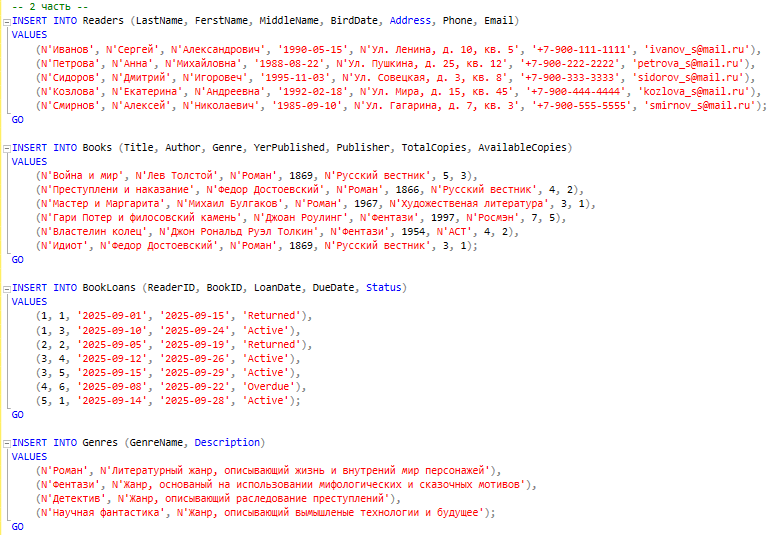 -- 2 часть --
INSERT INTO Readers (LastName, FerstName, MiddleName, BirdDate, Address, Phone, Email)
VALUES
(N'Иванов', N'Сергей', N'Александрович', '1990-05-15', N'Ул. Ленина, д. 10, кв. 5', '+7-900-111-1111', 'ivanov_s@mail.ru'),
(N'Петрова', N'Анна', N'Михайловна', '1988-08-22', N'Ул. Пушкина, д. 25, кв. 12', '+7-900-222-2222', 'petrova_s@mail.ru'),
(N'Сидоров', N'Дмитрий', N'Игоровеч', '1995-11-03', N'Ул. Совецкая, д. 3, кв. 8', '+7-900-333-3333', 'sidorov_s@mail.ru'),
(N'Козлова', N'Екатерина', N'Андреевна', '1992-02-18', N'Ул. Мира, д. 15, кв. 45', '+7-900-444-4444', 'kozlova_s@mail.ru'),
(N'Смирнов', N'Алексей', N'Николаевич', '1985-09-10', N'Ул. Гагарина, д. 7, кв. 3', '+7-900-555-5555', 'smirnov_s@mail.ru');
GO
INSERT INTO Books (Title, Author, Genre, YerPublished, Publisher, TotalCopies, AvailableCopies)
VALUES
(N'Война и мир', N'Лев Толстой', N'Роман', 1869, N'Русский вестник', 5, 3),
(N'Преступлени и наказание', N'Федор Достоевский', N'Роман', 1866, N'Русский вестник', 4, 2),
(N'Мастер и Маргарита', N'Михаил Булгаков', N'Роман', 1967, N'Художественая литература', 3, 1),
(N'Гари Потер и филосовский камень', N'Джоан Роулинг', N'Фентази', 1997, N'Росмэн', 7, 5),
(N'Властелин колец', N'Джон Рональд Руэл Толкин', N'Фентази', 1954, N'АСТ', 4, 2),
(N'Идиот', N'Федор Достоевский', N'Роман', 1869, N'Русский вестник', 3, 1);
GO
INSERT INTO BookLoans (ReaderID, BookID, LoanDate, DueDate, Status)
VALUES
(1, 1, '2025-09-01', '2025-09-15', 'Returned'),
(1, 3, '2025-09-10', '2025-09-24', 'Active'),
(2, 2, '2025-09-05', '2025-09-19', 'Returned'),
(3, 4, '2025-09-12', '2025-09-26', 'Active'),
(3, 5, '2025-09-15', '2025-09-29', 'Active'),
(4, 6, '2025-09-08', '2025-09-22', 'Overdue'),
(5, 1, '2025-09-14', '2025-09-28', 'Active');
GO
INSERT INTO Genres (GenreName, Description)
VALUES
(N'Роман', N'Литературный жанр, описывающий жизнь и внутрений мир персонажей'),
(N'Фентази', N'Жанр, основаный на использовании мифологических и сказочных мотивов'),
(N'Детектив', N'Жанр, описывающий раследование преступлений'),
(N'Научная фантастика', N'Жанр, описывающий вымышленые технологии и будущее');
GO